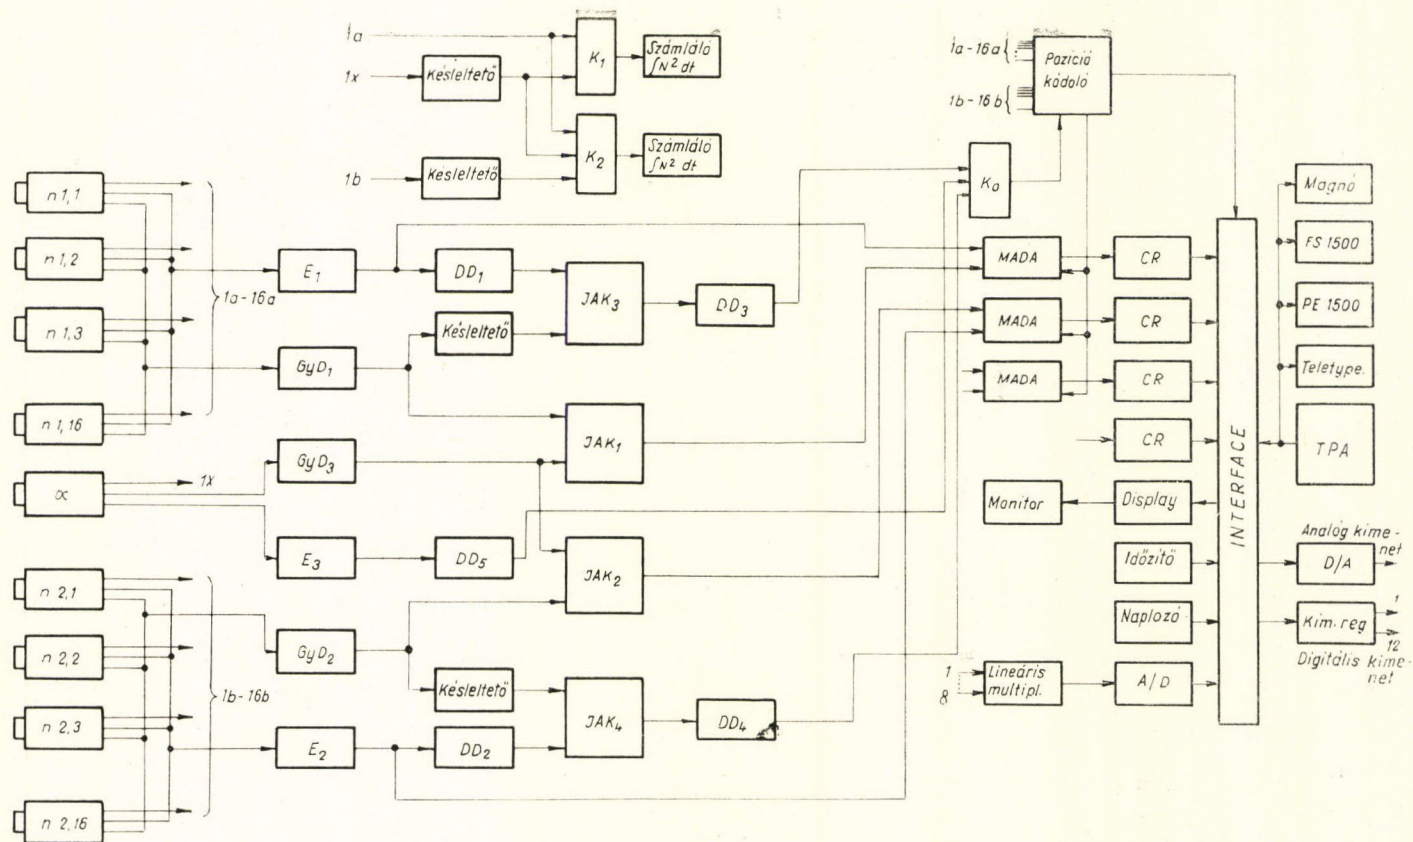 1a
1x
Késleltető
K1
Számláló
∫N² dt
1b
Késleltető
K2
Számláló
∫N² dt
1a-16a
1b-16b
Pozició
kódoló
K0
n 1,1
n 1,2
n 1,3
n 1,16
1a-16a
α
1x
n 2,1
n 2,2
n 2,3
n 2,16
1b-16b
E1
GyD1
GyD3
E3
GyD2
E2
DD1
Késleltető
DD5
Késleltető
DD2
JAK3
JAK1
JAK2
JAK4
DD3
DD4
MADA
CR
MADA
CR
MADA
CR
CR
Monitor
Display
Időzítő
Naplozó
1
8
Lineáris
multipl.
A/D
INTERFACE
Magnó
FS 1500
PE 1500
Teletype.
TPA
Analóg kime-
net
D/A
Kim. reg
1
12
Digitális kime-
net